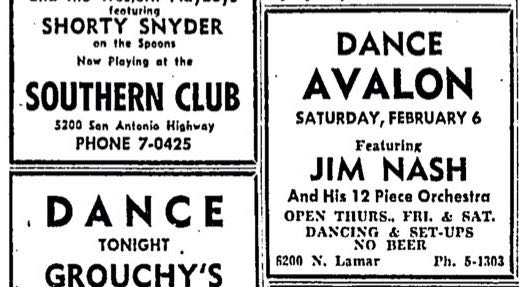 featuring
SHORTY SNYDER
on the Spoons
Now Playing at the
SOUTHERN CLUB
5200 San Antonio Highway
PHONE 7-0425
DANCE
TONIGHT
GROUCHY'S
DANCE
AVALON
SATURDAY, FEBRUARY 6
Featuring
JIM NASH
And His 12 Piece Orchestra
OPEN THURS., FRI. & SAT.
DANCING & SET-UPS
NO BEER
6200 N. Lamar Ph. 5-1303